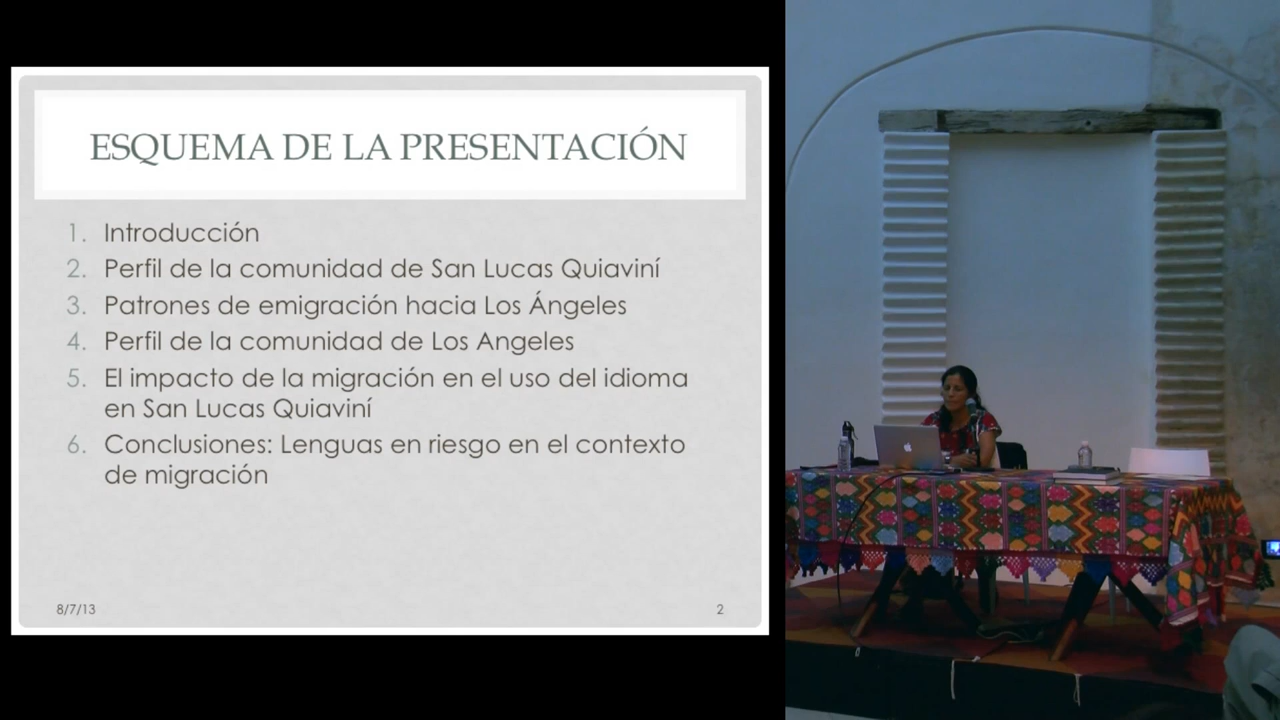 ESQUEMA DE LA PRESENTACIÓN
1. Introducción
2. Perfil de la comunidad de San Lucas Quiaviní
3. Patrones de emigración hacia Los Ángeles
4. Perfil de la comunidad de Los Angeles
5. El impacto de la migración en el uso del idioma
en San Lucas Quiaviní
6. Conclusiones: Lenguas en riesgo en el contexto
de migración
8/7/13
2